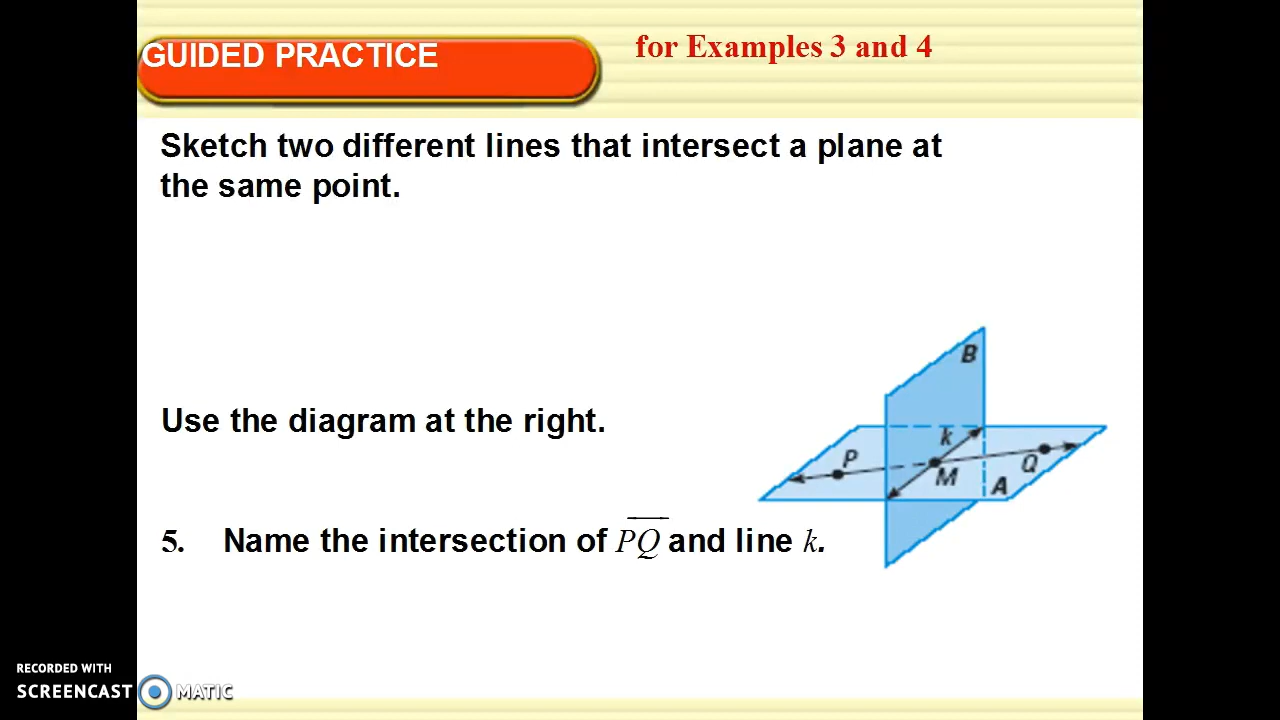 GUIDED PRACTICE
for Examples 3 and 4
Sketch two different lines that intersect a plane at
the same point.
B
Use the diagram at the right.
k
P
Q
M
A
5. Name the intersection of PQ and line k.
RECORDED WITH
SCREENCAST MATIC